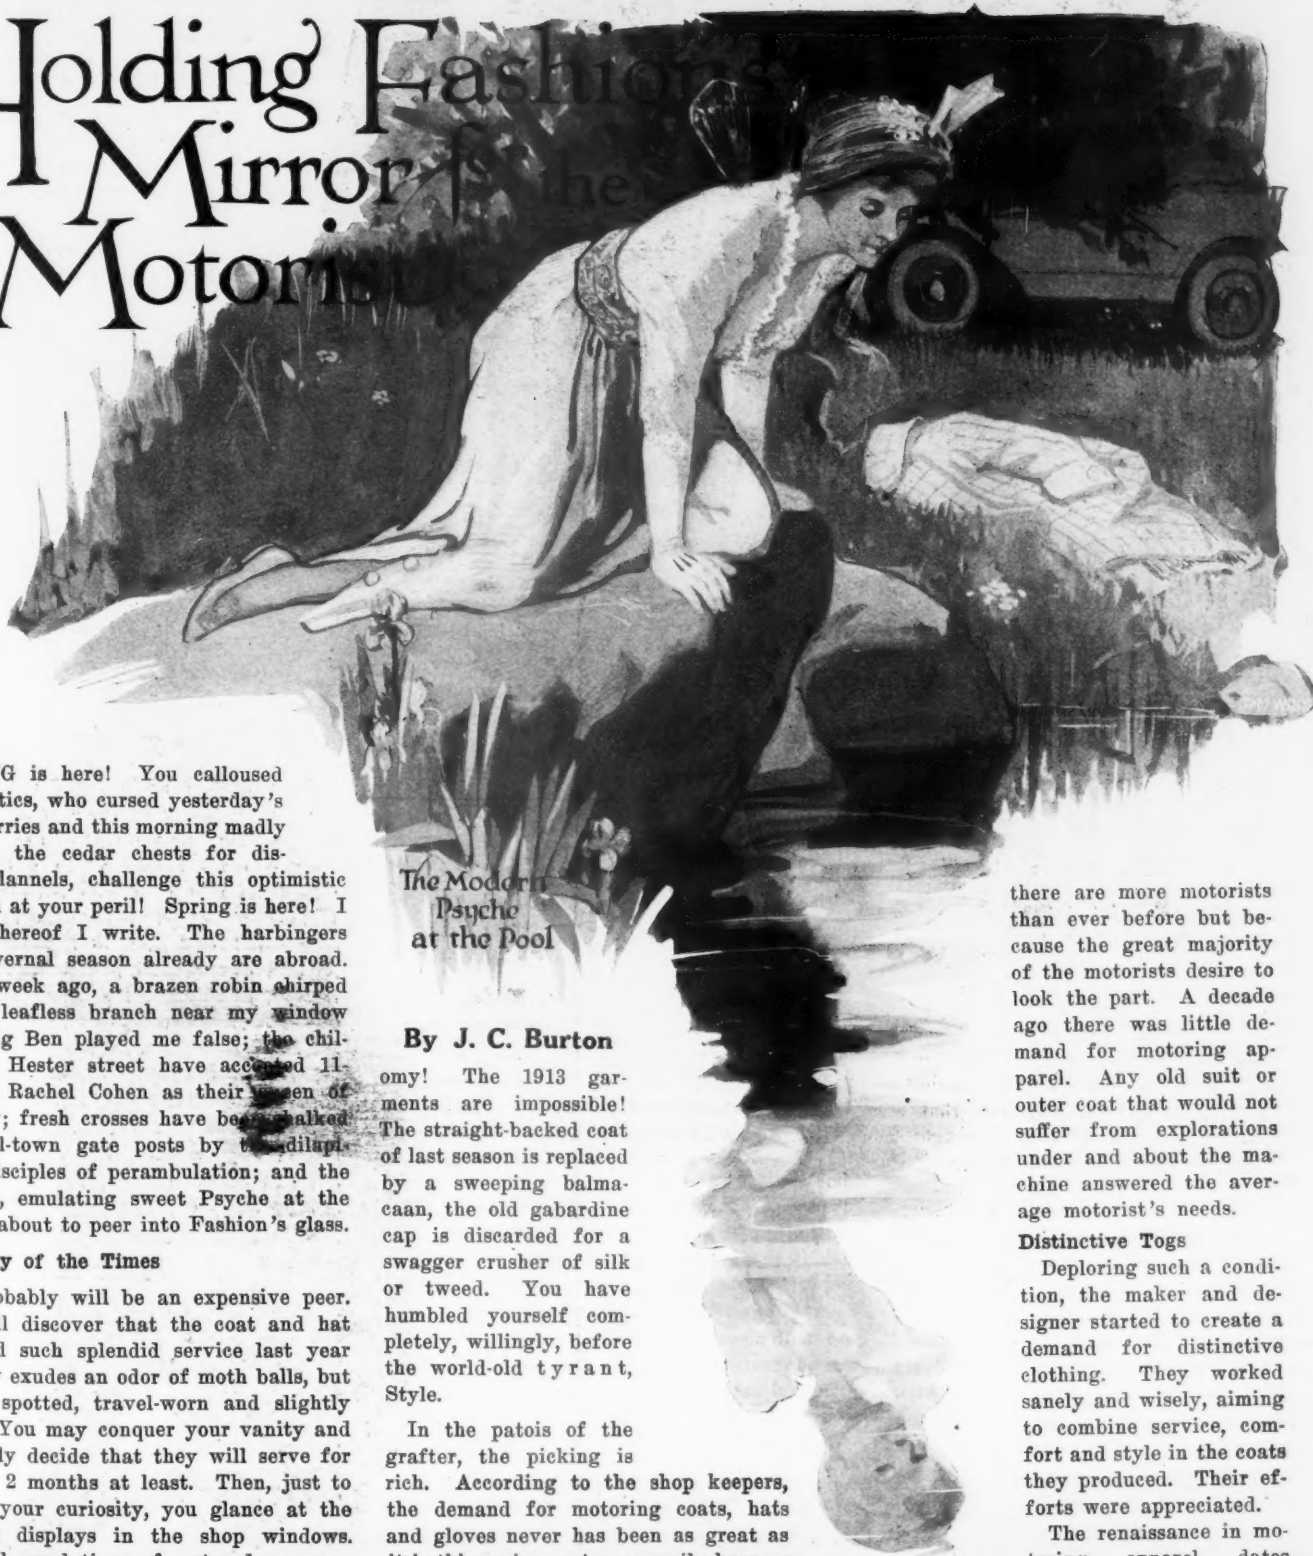 Holding Fashions
Mirror to the
Motorist
G is here! You calloused
tics, who cursed yesterday's
rries and this morning madly
the cedar chests for dis-
lannels, challenge this optimistic
at your peril! Spring is here! I
hereof I write. The harbingers
vernal season already are abroad.
week ago, a brazen robin chirped
leafless branch near my window
g Ben played me false; the chil-
Hester street have accepted 11-
Rachel Cohen as their queen of
; fresh crosses have been chalked
l-town gate posts by the dilapi-
isciples of perambulation; and the
, emulating sweet Psyche at the
about to peer into Fashion's glass.
y of the Times
obably will be an expensive peer.
ll discover that the coat and hat
d such splendid service last year
exudes an odor of moth balls, but
spotted, travel-worn and slightly
You may conquer your vanity and
ly decide that they will serve for
2 months at least. Then, just to
your curiosity, you glance at the
displays in the shop windows.
The Modern
Psyche
at the Pool
By J. C. Burton
omy! The 1913 gar-
ments are impossible!
The straight-backed coat
of last season is replaced
by a sweeping balma-
caan, the old gabardine
cap is discarded for a
swagger crusher of silk
or tweed. You have
humbled yourself com-
pletely, willingly, before
the world-old tyrant,
Style.
In the patois of the
grafter, the picking is
rich. According to the shop keepers,
the demand for motoring coats, hats
and gloves never has been as great as
there are more motorists
than ever before but be-
cause the great majority
of the motorists desire to
look the part. A decade
ago there was little de-
mand for motoring ap-
parel. Any old suit or
outer coat that would not
suffer from explorations
under and about the ma-
chine answered the aver-
age motorist's needs.
Distinctive Togs
Deploring such a condi-
tion, the maker and de-
signer started to create a
demand for distinctive
clothing. They worked
sanely and wisely, aiming
to combine service, com-
fort and style in the coats
they produced. Their ef-
forts were appreciated.
The renaissance in mo-